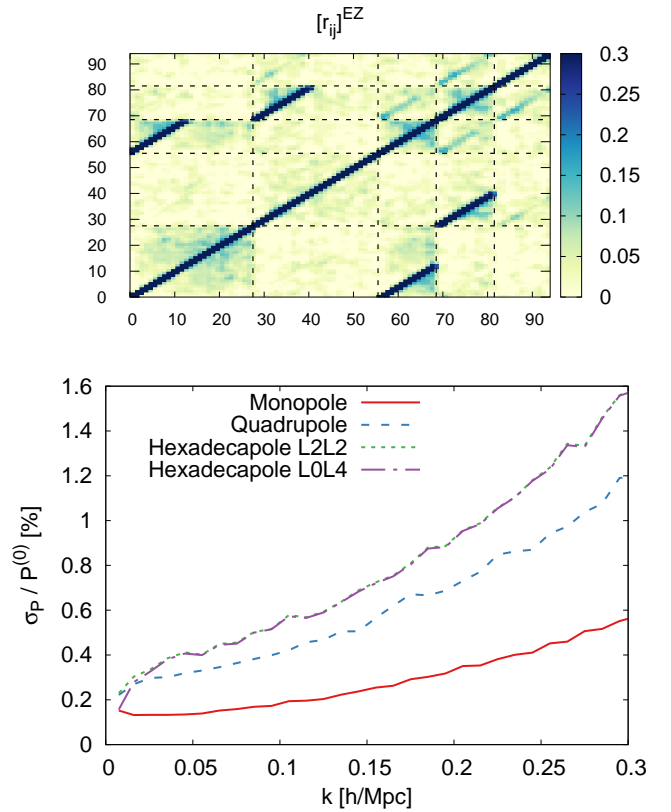 [r_ij]^EZ
90
80
70
60
50
40
30
20
10
0
0 10 20 30 40 50 60 70 80 90
0.3
0.25
0.2
0.15
0.1
0.05
0
1.6
1.4
1.2
1
0.8
0.6
0.4
0.2
0
σ_P / P^(0) [%]
Monopole
Quadrupole
Hexadecapole L2L2
Hexadecapole L0L4
0 0.05 0.1 0.15 0.2 0.25 0.3
k [h/Mpc]